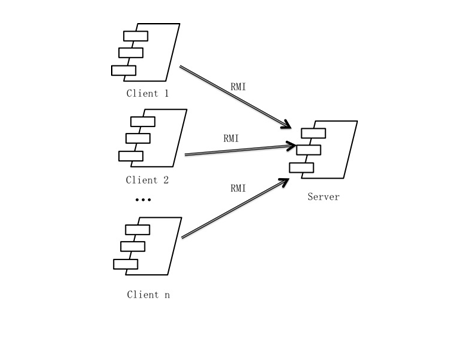 RMI
Client 1
RMI
Client 2
...
RMI
Server
Client n